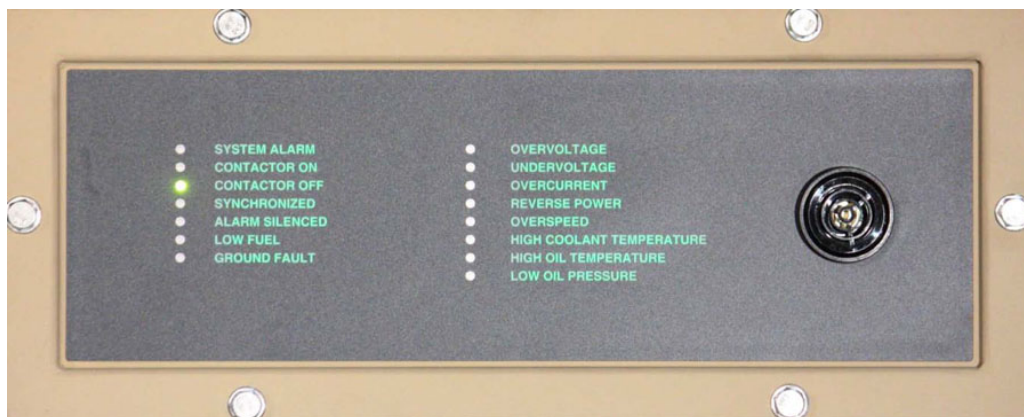 SYSTEM ALARM
CONTACTOR ON
CONTACTOR OFF
SYNCHRONIZED
ALARM SILENCED
LOW FUEL
GROUND FAULT
OVERVOLTAGE
UNDERVOLTAGE
OVERCURRENT
REVERSE POWER
OVERSPEED
HIGH COOLANT TEMPERATURE
HIGH OIL TEMPERATURE
LOW OIL PRESSURE